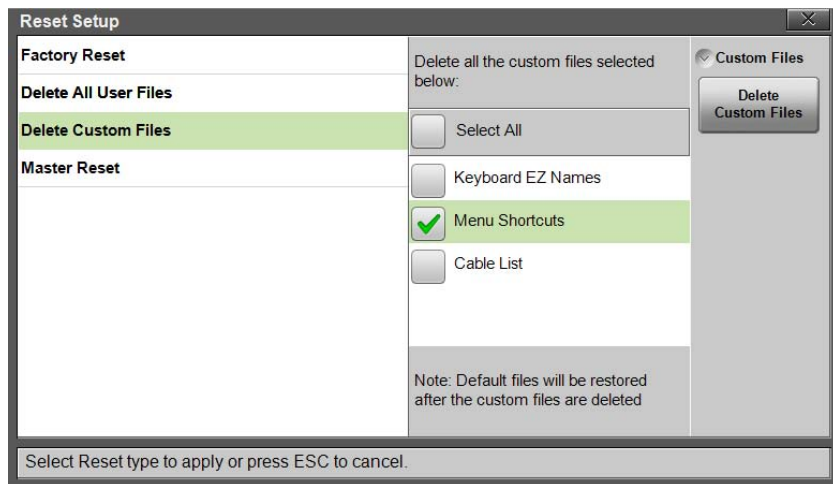 Reset Setup
Factory Reset
Delete All User Files
Delete Custom Files
Master Reset
Delete all the custom files selected
below:
Select All
Keyboard EZ Names
Menu Shortcuts
Cable List
Note: Default files will be restored
after the custom files are deleted
Custom Files
Delete
Custom Files
Select Reset type to apply or press ESC to cancel.